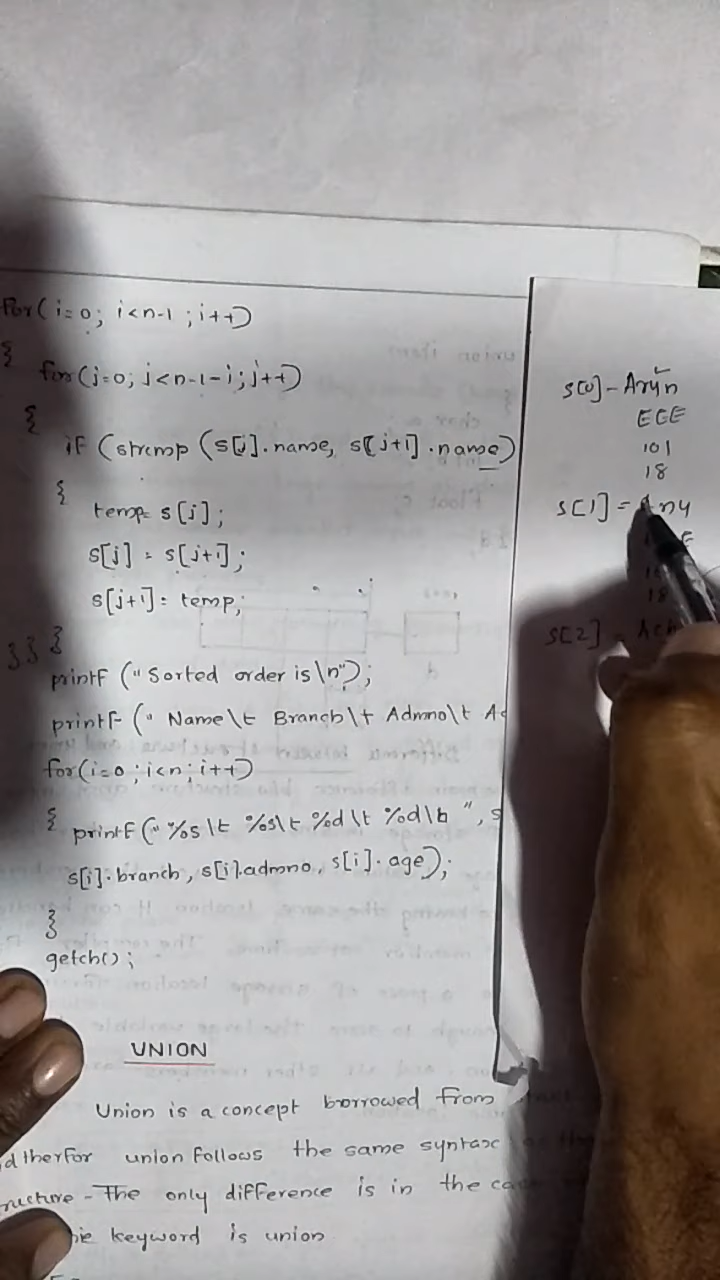 for( i=0; i<n-1 ; i++)
{ for(j=0; j<n-1-i; j++)
{
if (strcmp (s[j].name, s[j+1].name)
{
temp= s[j];
s[j] = s[j+1];
s[j+1]= temp;
}}}
printf ("Sorted order is\n");
printf (" Name\t Branch\t Admno\t
for(i=0 ; i<n; i++)
{ printf (" %s\t %s\t %d\t %d\b ", s
s[i].branch, s[i].admno, s[i].age);
}
getch();
UNION
Union is a concept borrowed from
union follows the same syntax
The only difference is in the
keyword is union
s[0] - Arun
ECE
101
18
s[1] =
18
s[2] =